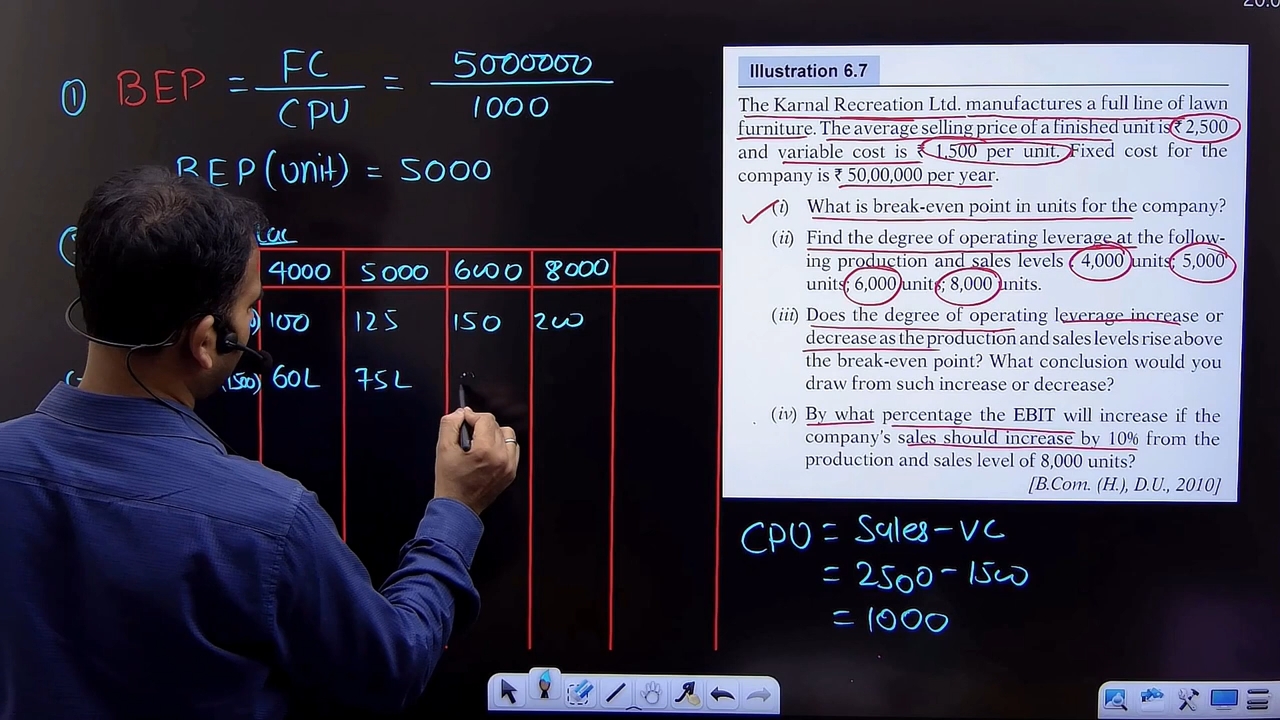 ① BEP = FC / CPU = 5000000 / 1000
BEP (unit) = 5000
4000 5000 6000 8000
100 125 150 200
(1500) 60L 75L
Illustration 6.7
The Karnal Recreation Ltd. manufactures a full line of lawn
furniture. The average selling price of a finished unit is ₹ 2,500
and variable cost is ₹ 1,500 per unit. Fixed cost for the
company is ₹ 50,00,000 per year.
(i) What is break-even point in units for the company?
(ii) Find the degree of operating leverage at the follow-
ing production and sales levels : 4,000 units; 5,000
units; 6,000 units; 8,000 units.
(iii) Does the degree of operating leverage increase or
decrease as the production and sales levels rise above
the break-even point? What conclusion would you
draw from such increase or decrease?
(iv) By what percentage the EBIT will increase if the
company's sales should increase by 10% from the
production and sales level of 8,000 units?
[B.Com. (H.), D.U., 2010]
CPU = Sales - VC
= 2500 - 1500
= 1000